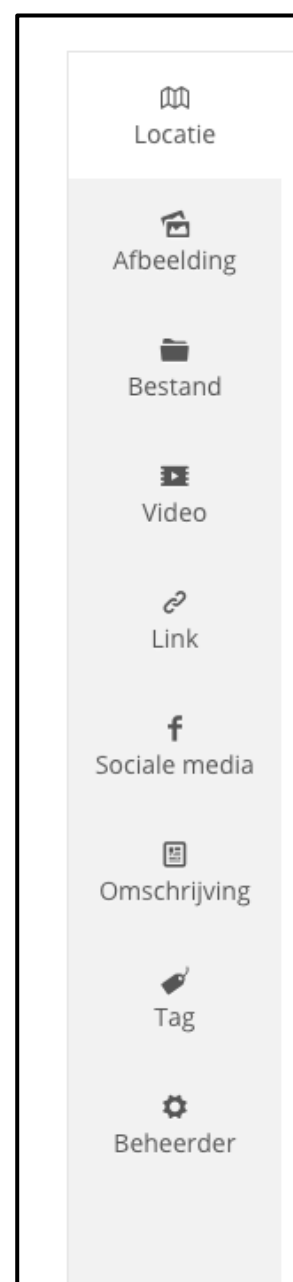 Locatie
Afbeelding
Bestand
Video
Link
Sociale media
Omschrijving
Tag
Beheerder